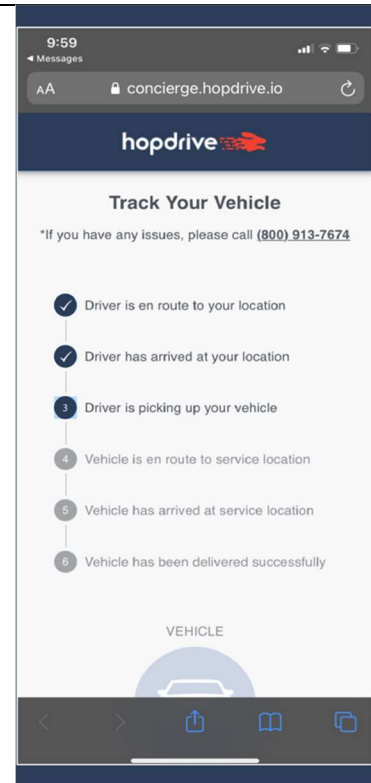 9:59
◀ Messages
AA concierge.hopdrive.io
hopdrive
Track Your Vehicle
*If you have any issues, please call (800) 913-7674
Driver is en route to your location
Driver has arrived at your location
3 Driver is picking up your vehicle
4 Vehicle is en route to service location
5 Vehicle has arrived at service location
6 Vehicle has been delivered successfully
VEHICLE